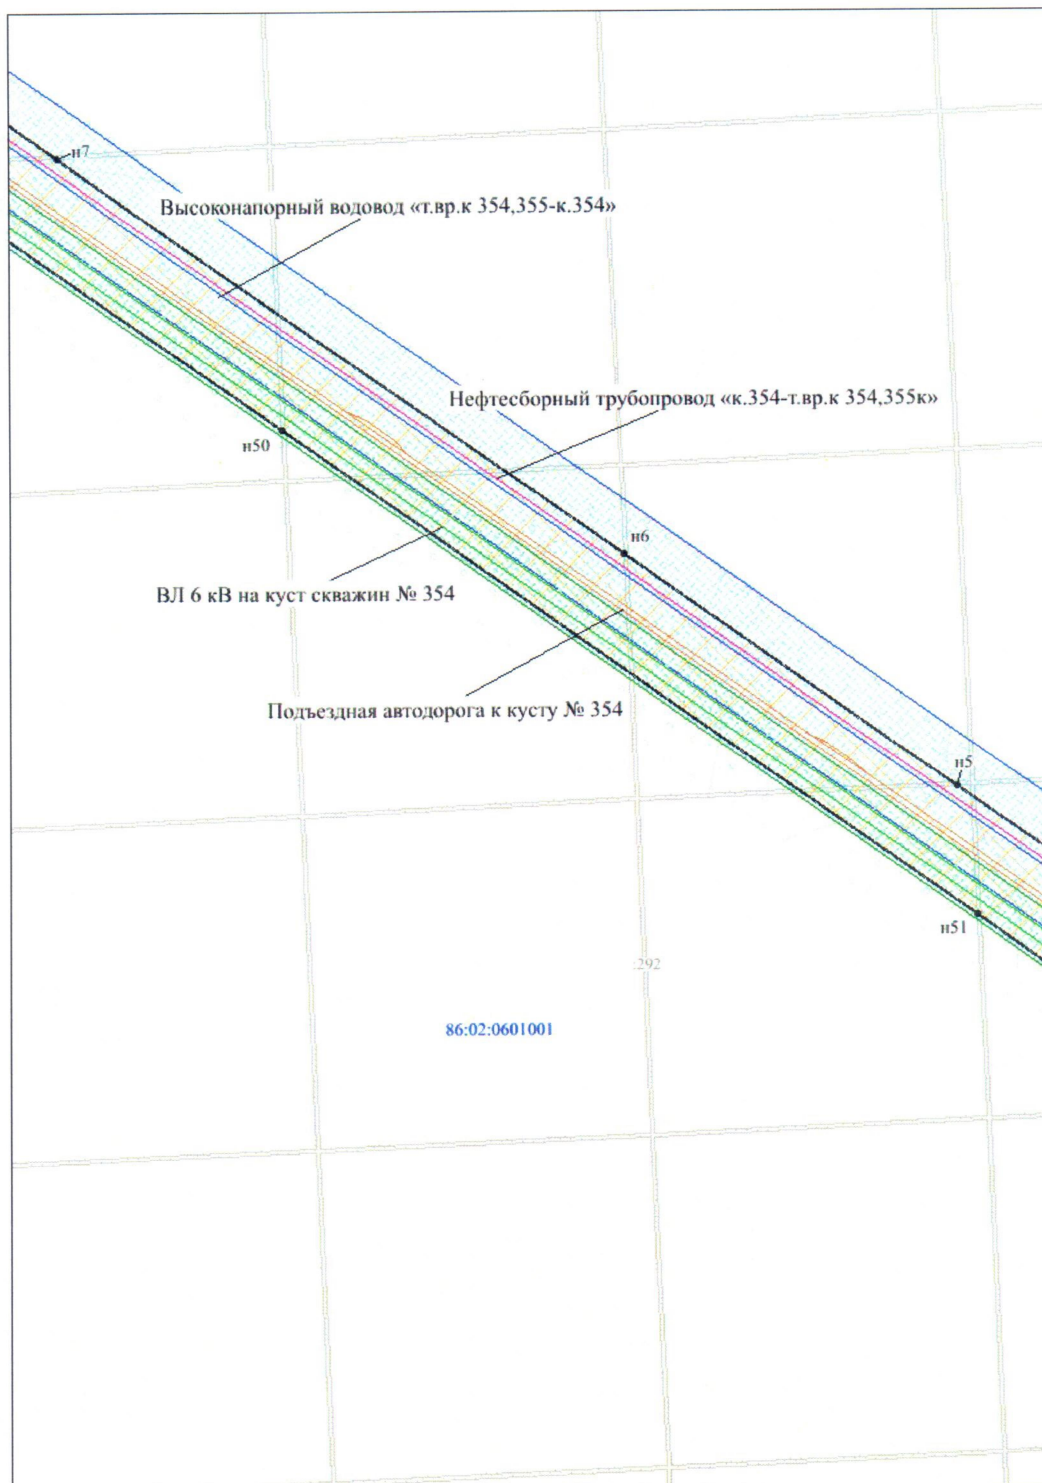 н7
Высоконапорный водовод «т.вр.к 354,355-к.354»
Нефтесборный трубопровод «к.354-т.вр.к 354,355к»
н50
н6
ВЛ 6 кВ на куст скважин № 354
Подъездная автодорога к кусту № 354
н5
н51
:292
86:02:0601001